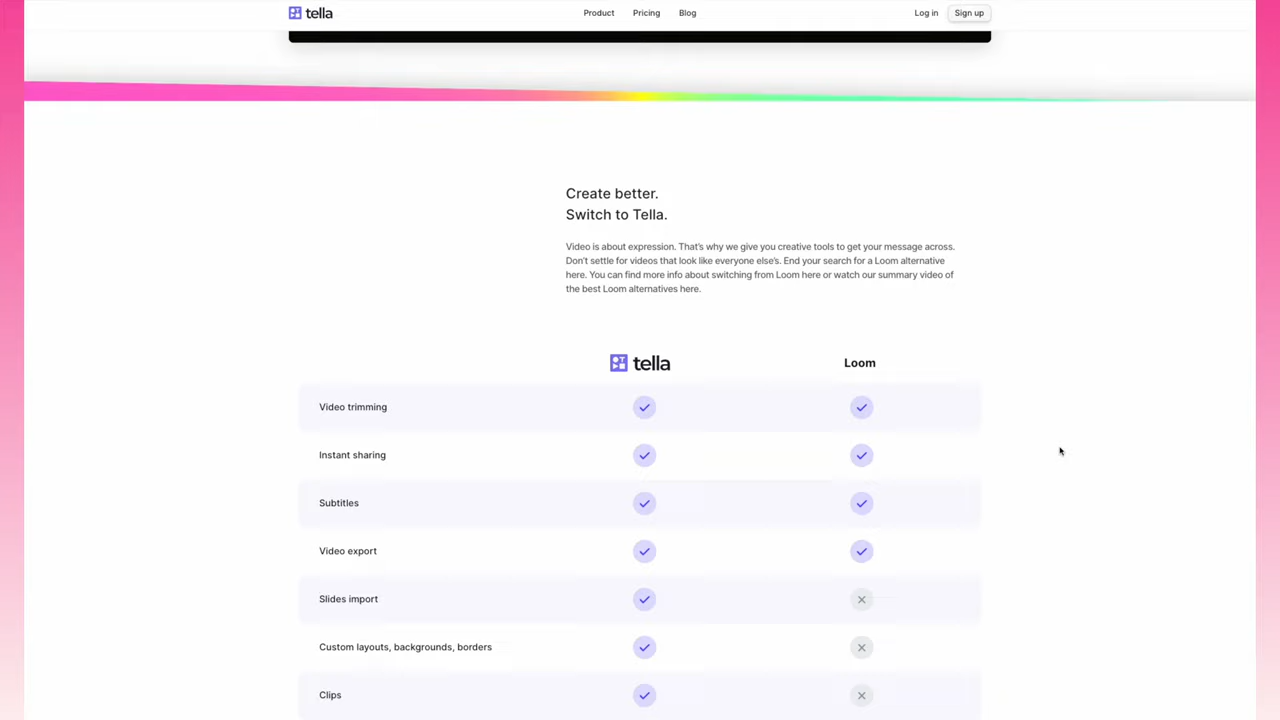 tella
Product Pricing Blog
Log in Sign up
Create better.
Switch to Tella.
Video is about expression. That's why we give you creative tools to get your message across.
Don't settle for videos that look like everyone else's. End your search for a Loom alternative
here. You can find more info about switching from Loom here or watch our summary video of
the best Loom alternatives here.
tella Loom
Video trimming
Instant sharing
Subtitles
Video export
Slides import
Custom layouts, backgrounds, borders
Clips